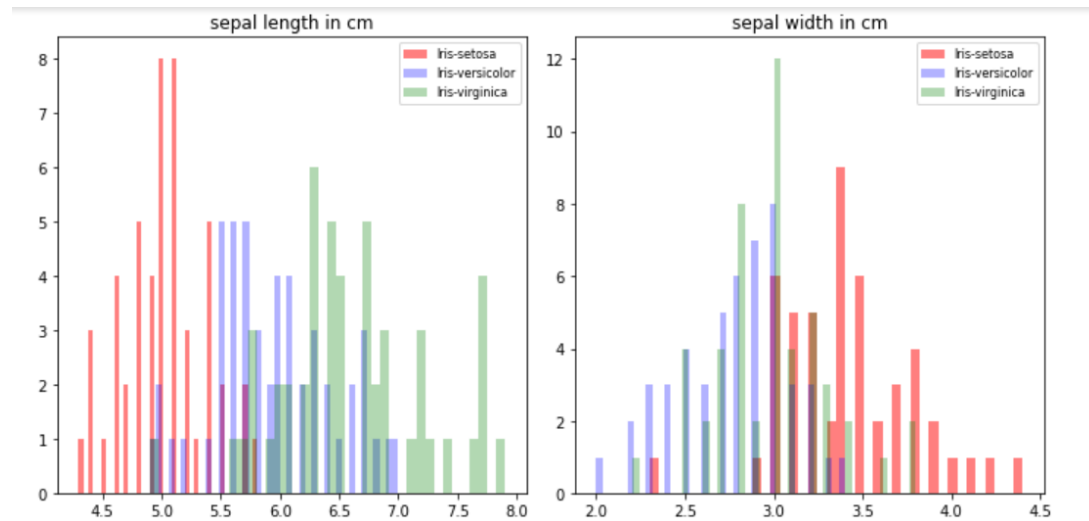 sepal length in cm
8
7
6
5
4
3
2
1
0
4.5 5.0 5.5 6.0 6.5 7.0 7.5 8.0
Iris-setosa
Iris-versicolor
Iris-virginica
sepal width in cm
12
10
8
6
4
2
0
2.0 2.5 3.0 3.5 4.0 4.5
Iris-setosa
Iris-versicolor
Iris-virginica